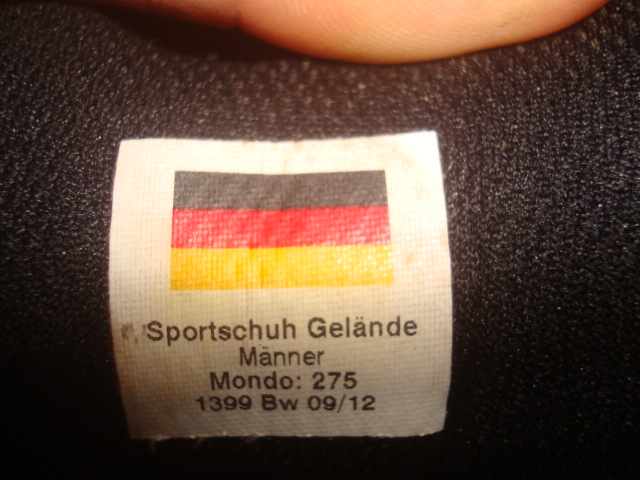 Sportschuh Gelände
Männer
Mondo: 275
1399 Bw 09/12